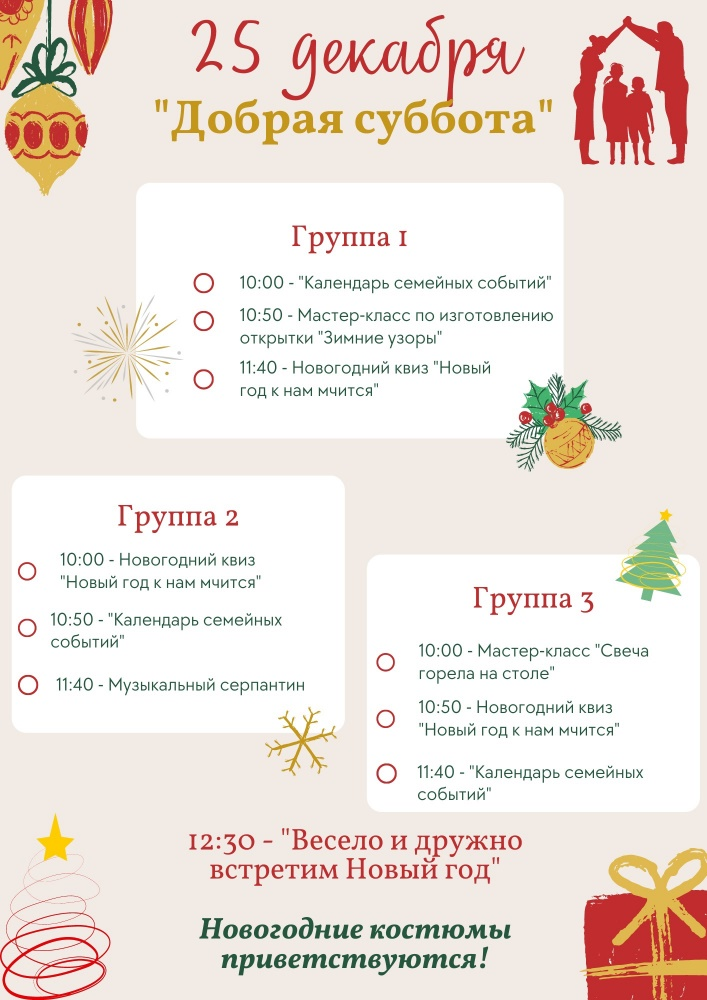 25 декабря
"Добрая суббота"
Группа 1
10:00 - "Календарь семейных событий"
10:50 - Мастер-класс по изготовлению
открытки "Зимние узоры"
11:40 - Новогодний квиз "Новый
год к нам мчится"
Группа 2
10:00 - Новогодний квиз
"Новый год к нам мчится"
10:50 - "Календарь семейных
событий"
11:40 - Музыкальный серпантин
Группа 3
10:00 - Мастер-класс "Свеча
горела на столе"
10:50 - Новогодний квиз
"Новый год к нам мчится"
11:40 - "Календарь семейных
событий"
12:30 - "Весело и дружно
встретим Новый год"
Новогодние костюмы
приветствуются!